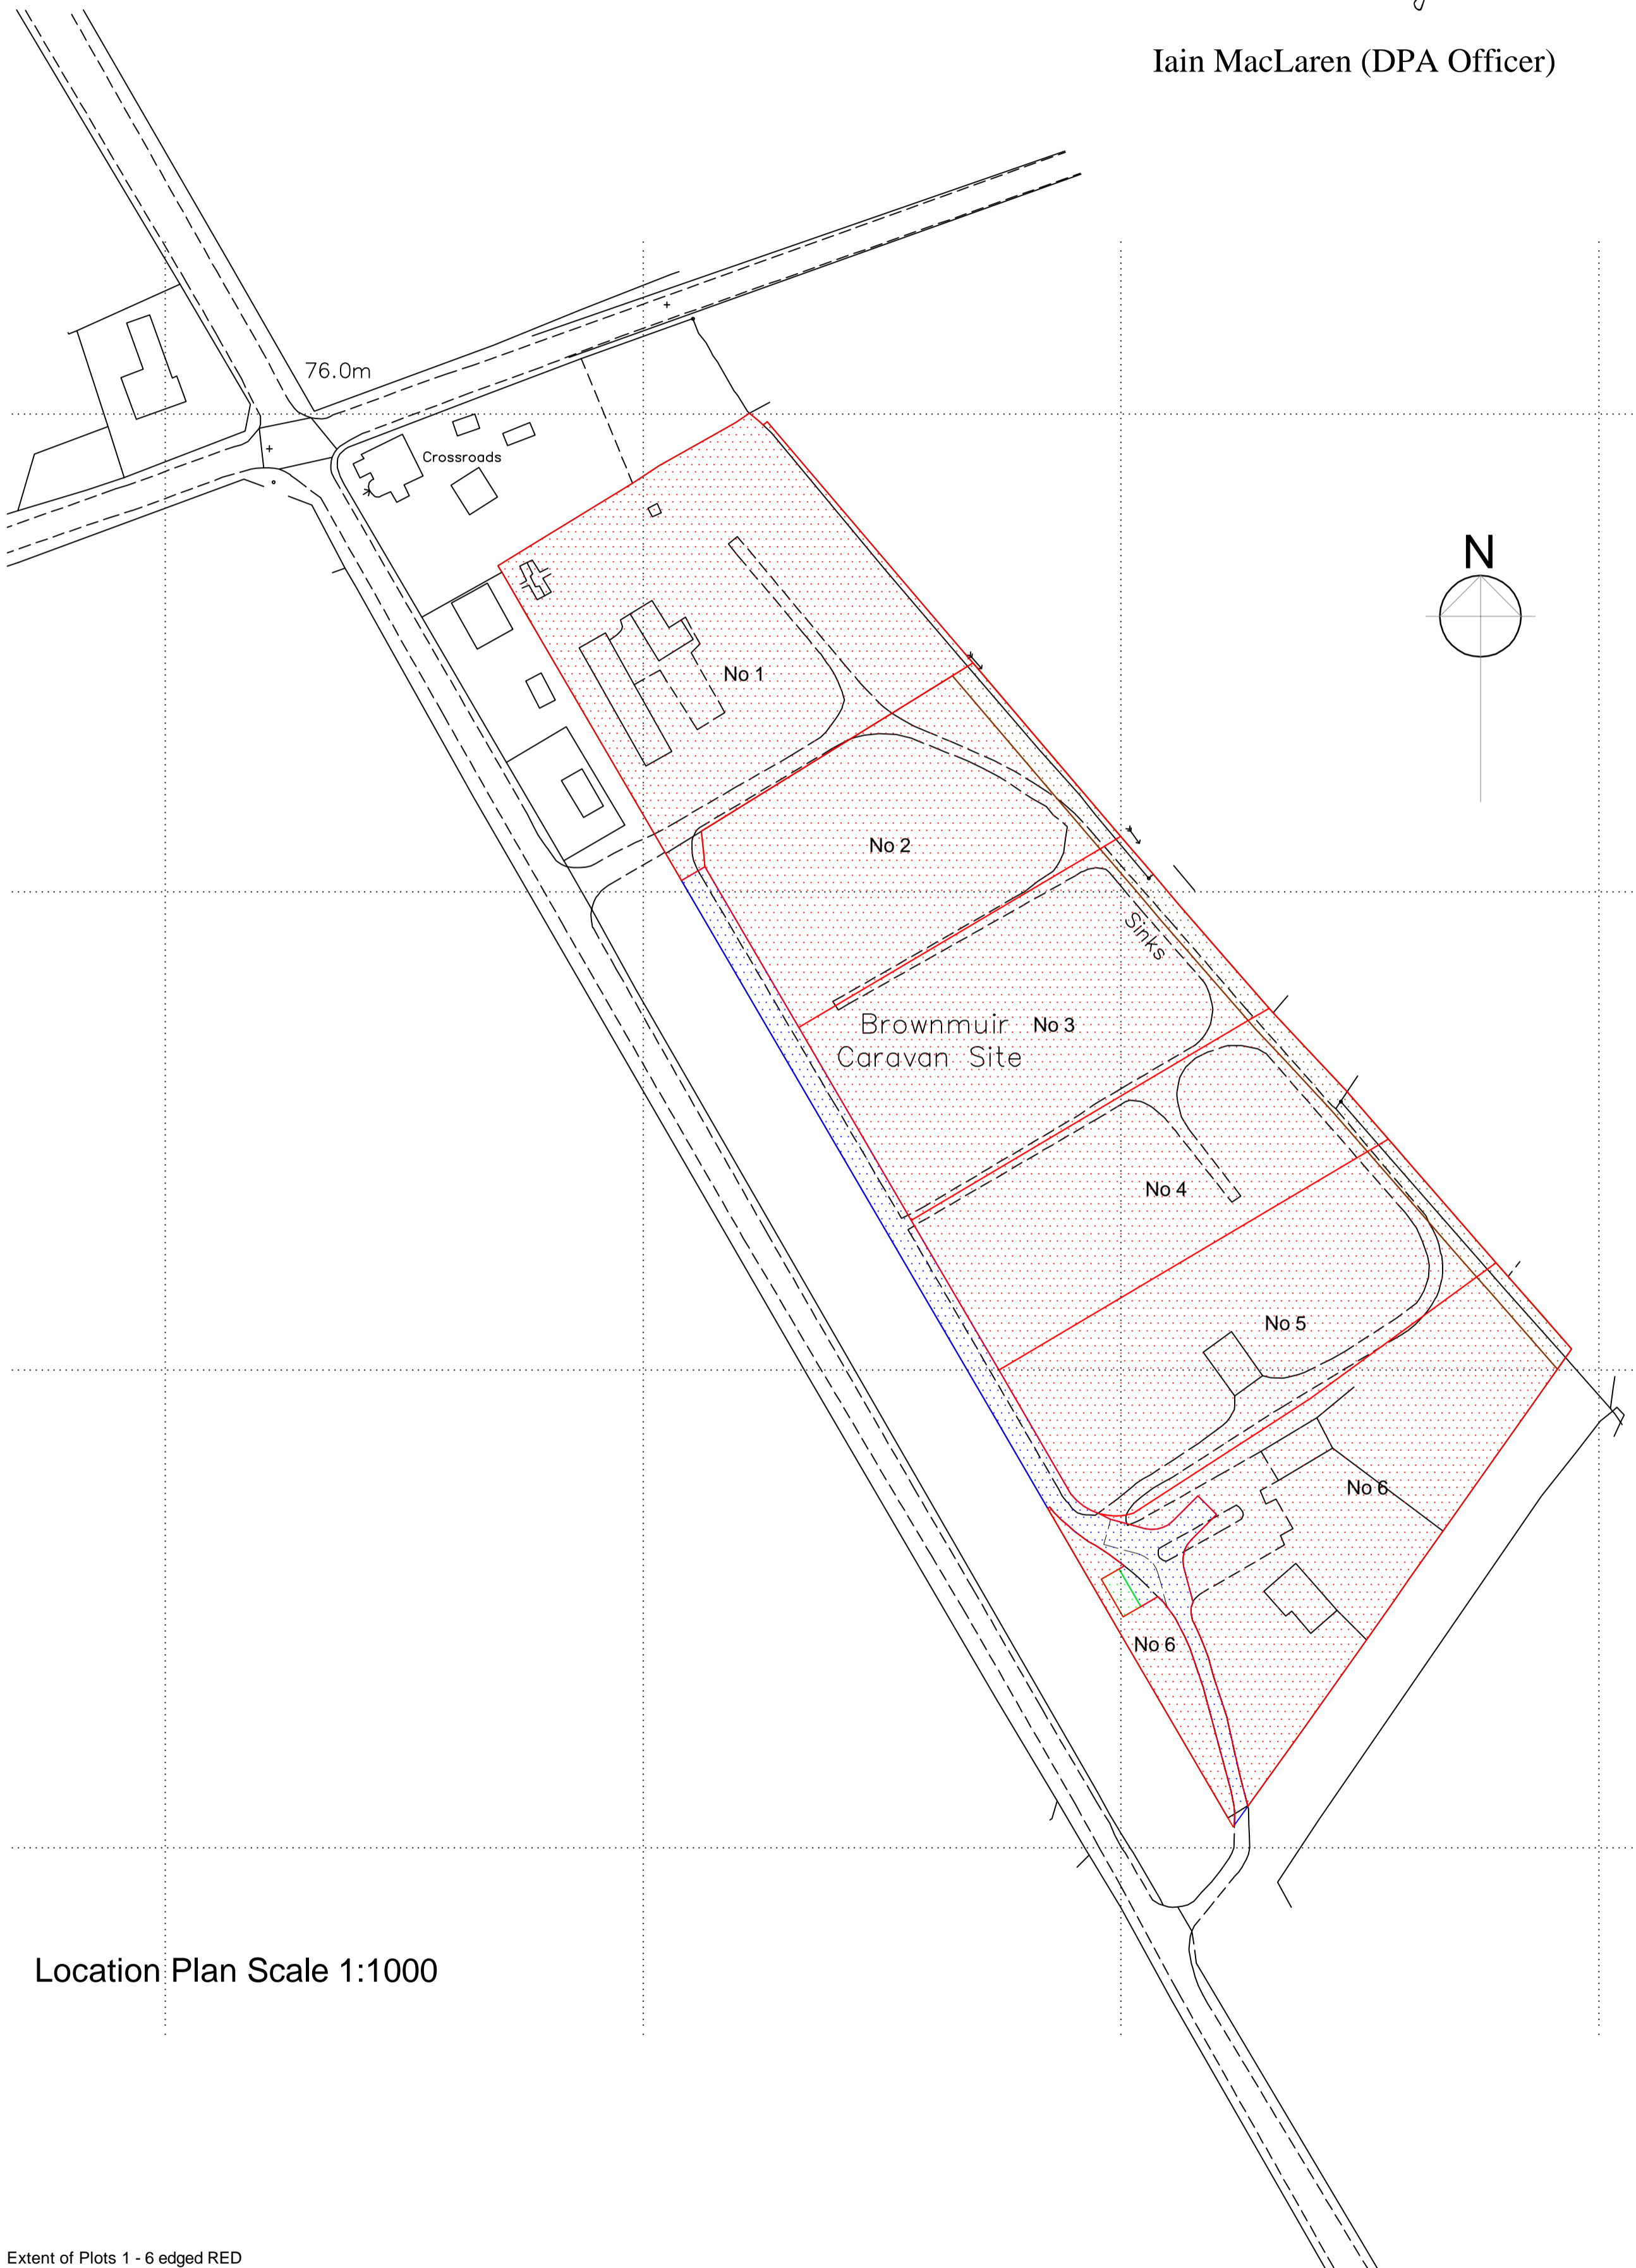 Iain MacLaren (DPA Officer)
76.0m
Crossroads
N
No 1
No 2
Sinks
Brownmuir
Caravan Site
No 3
No 4
No 5
No 6
No 6
Location Plan Scale 1:1000
Extent of Plots 1 - 6 edged RED